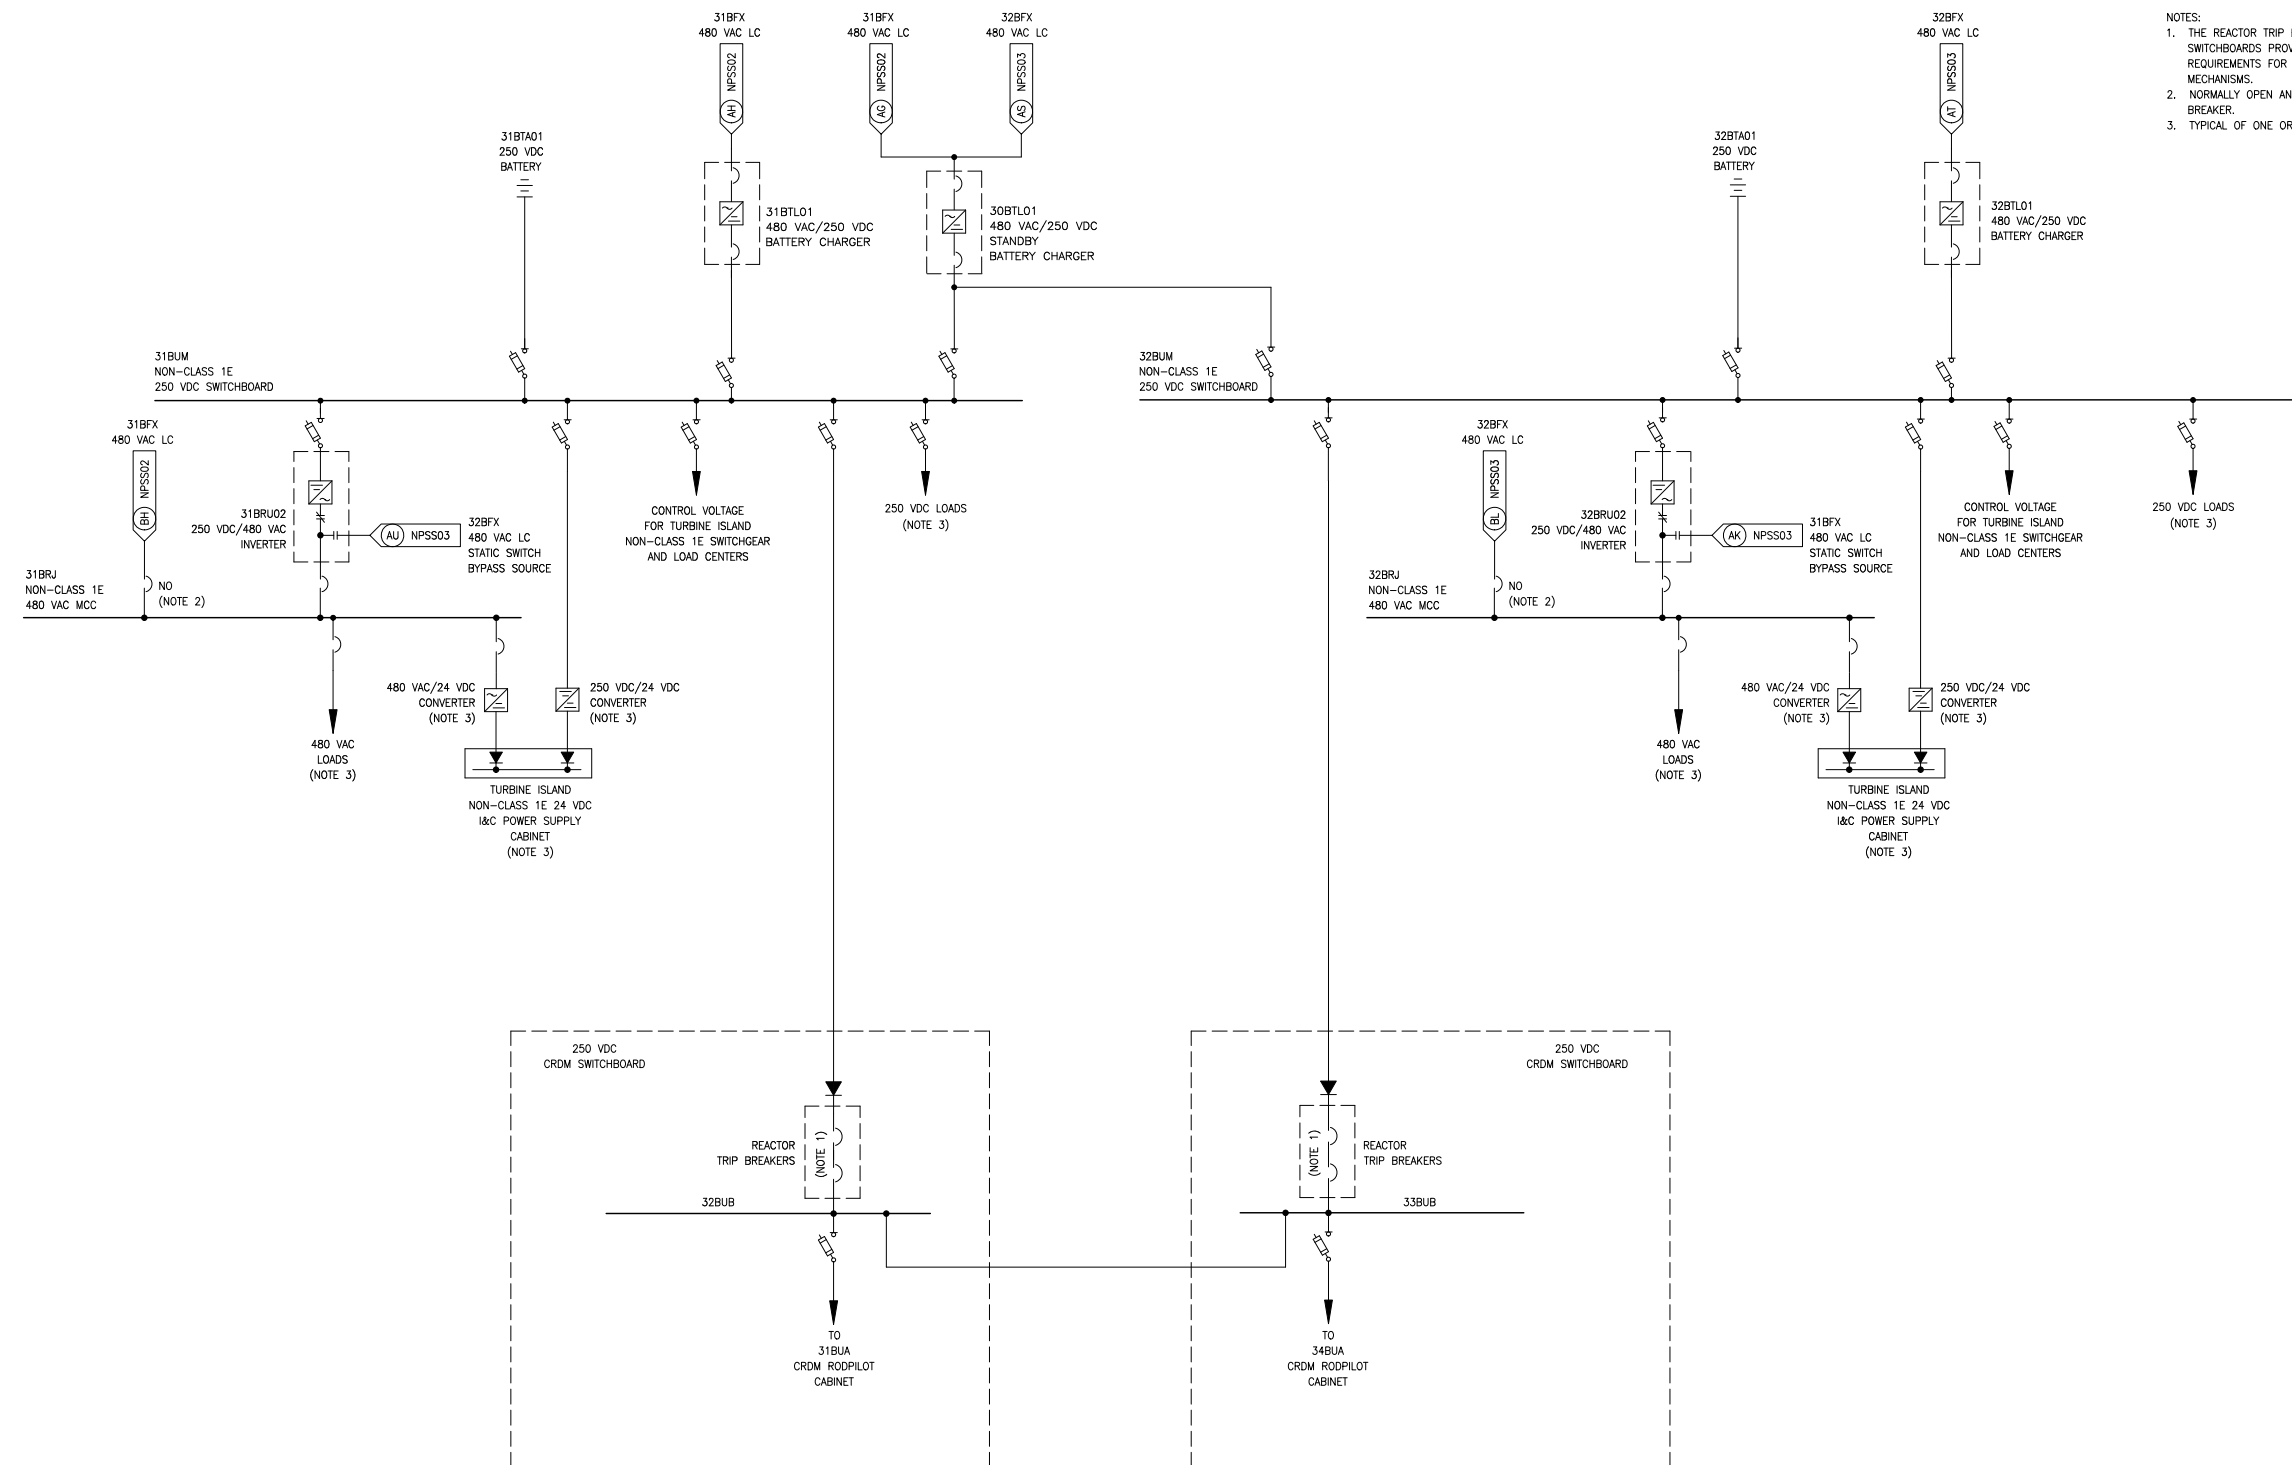 31BFX
480 VAC LC
NPSS02
AH
31BFX
480 VAC LC
NPSS02
AG
32BFX
480 VAC LC
NPSS03
AS
32BFX
480 VAC LC
NPSS03
AT
NOTES:
1. THE REACTOR TRIP
SWITCHBOARDS PROV
REQUIREMENTS FOR
MECHANISMS.
2. NORMALLY OPEN AN
BREAKER.
3. TYPICAL OF ONE OR
31BTA01
250 VDC
BATTERY
31BTL01
480 VAC/250 VDC
BATTERY CHARGER
30BTL01
480 VAC/250 VDC
STANDBY
BATTERY CHARGER
32BTA01
250 VDC
BATTERY
32BTL01
480 VAC/250 VDC
BATTERY CHARGER
31BUM
NON-CLASS 1E
250 VDC SWITCHBOARD
32BUM
NON-CLASS 1E
250 VDC SWITCHBOARD
31BFX
480 VAC LC
NPSS02
BH
31BRU02
250 VDC/480 VAC
INVERTER
AU NPSS03
32BFX
480 VAC LC
STATIC SWITCH
BYPASS SOURCE
CONTROL VOLTAGE
FOR TURBINE ISLAND
NON-CLASS 1E SWITCHGEAR
AND LOAD CENTERS
250 VDC LOADS
(NOTE 3)
32BFX
480 VAC LC
NPSS03
BL
32BRU02
250 VDC/480 VAC
INVERTER
AK NPSS03
31BFX
480 VAC LC
STATIC SWITCH
BYPASS SOURCE
CONTROL VOLTAGE
FOR TURBINE ISLAND
NON-CLASS 1E SWITCHGEAR
AND LOAD CENTERS
250 VDC LOADS
(NOTE 3)
31BRJ
NON-CLASS 1E
480 VAC MCC
NO
(NOTE 2)
32BRJ
NON-CLASS 1E
480 VAC MCC
NO
(NOTE 2)
480 VAC
LOADS
(NOTE 3)
480 VAC/24 VDC
CONVERTER
(NOTE 3)
250 VDC/24 VDC
CONVERTER
(NOTE 3)
TURBINE ISLAND
NON-CLASS 1E 24 VDC
I&C POWER SUPPLY
CABINET
(NOTE 3)
480 VAC
LOADS
(NOTE 3)
480 VAC/24 VDC
CONVERTER
(NOTE 3)
250 VDC/24 VDC
CONVERTER
(NOTE 3)
TURBINE ISLAND
NON-CLASS 1E 24 VDC
I&C POWER SUPPLY
CABINET
(NOTE 3)
250 VDC
CRDM SWITCHBOARD
REACTOR
TRIP BREAKERS
(NOTE 1)
32BUB
TO
31BUA
CRDM RODPILOT
CABINET
250 VDC
CRDM SWITCHBOARD
(NOTE 1)
REACTOR
TRIP BREAKERS
33BUB
TO
34BUA
CRDM RODPILOT
CABINET